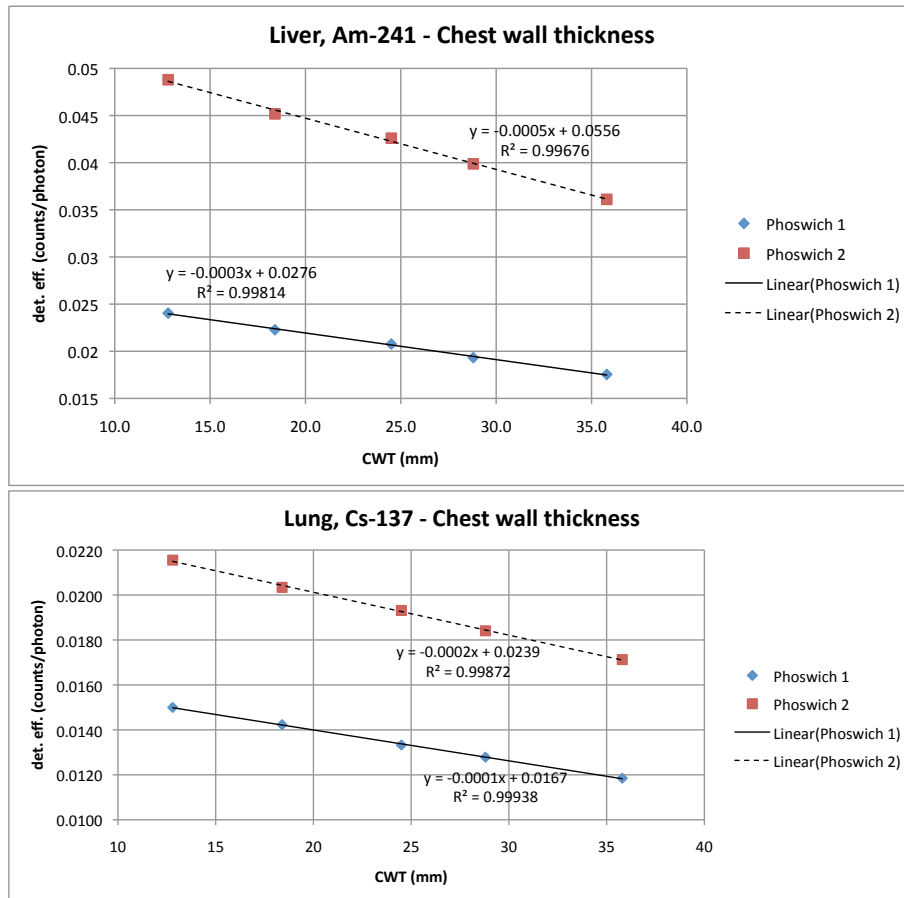 Liver, Am-241 - Chest wall thickness
det. eff. (counts/photon)
0.05
0.045
0.04
0.035
0.03
0.025
0.02
0.015
y = -0.0005x + 0.0556
R² = 0.99676
y = -0.0003x + 0.0276
R² = 0.99814
10.0 15.0 20.0 25.0 30.0 35.0 40.0
CWT (mm)
Phoswich 1
Phoswich 2
Linear(Phoswich 1)
Linear(Phoswich 2)
Lung, Cs-137 - Chest wall thickness
det. eff. (counts/photon)
0.0220
0.0200
0.0180
0.0160
0.0140
0.0120
0.0100
y = -0.0002x + 0.0239
R² = 0.99872
y = -0.0001x + 0.0167
R² = 0.99938
10 15 20 25 30 35 40
CWT (mm)
Phoswich 1
Phoswich 2
Linear(Phoswich 1)
Linear(Phoswich 2)